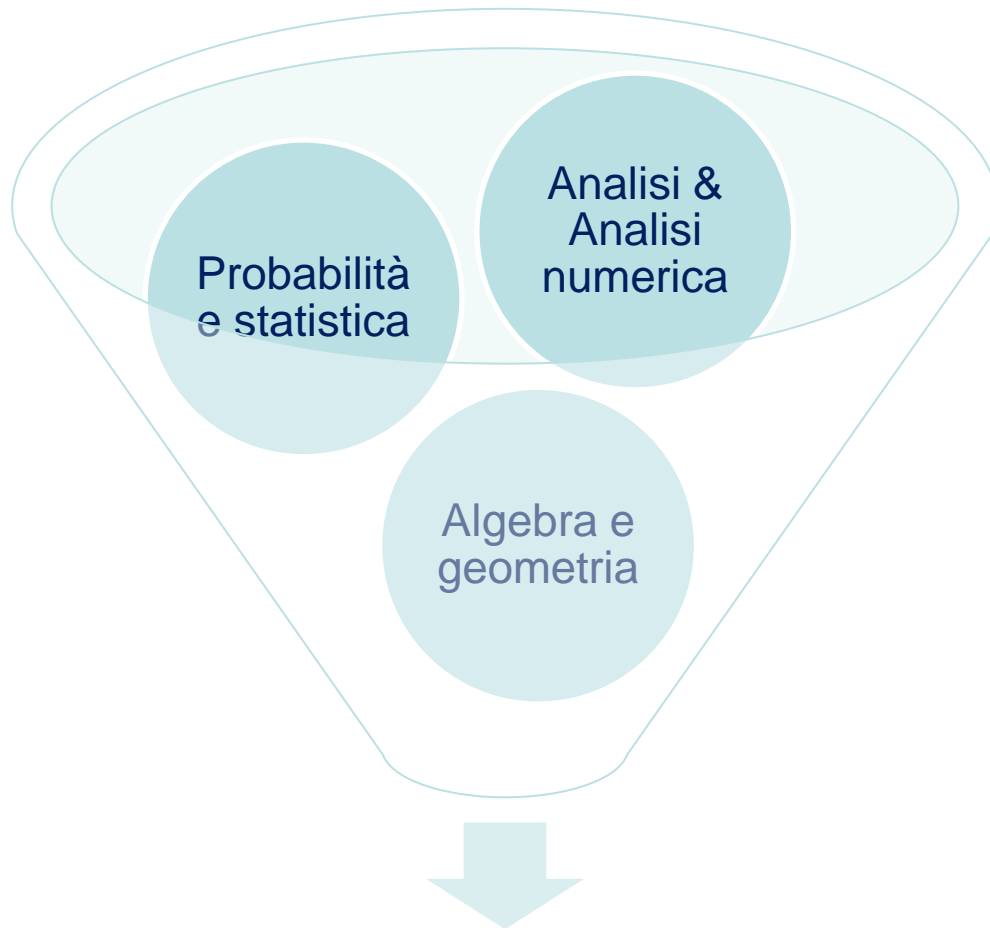 Analisi &
Analisi
numerica
Probabilità
e statistica
Algebra e
geometria